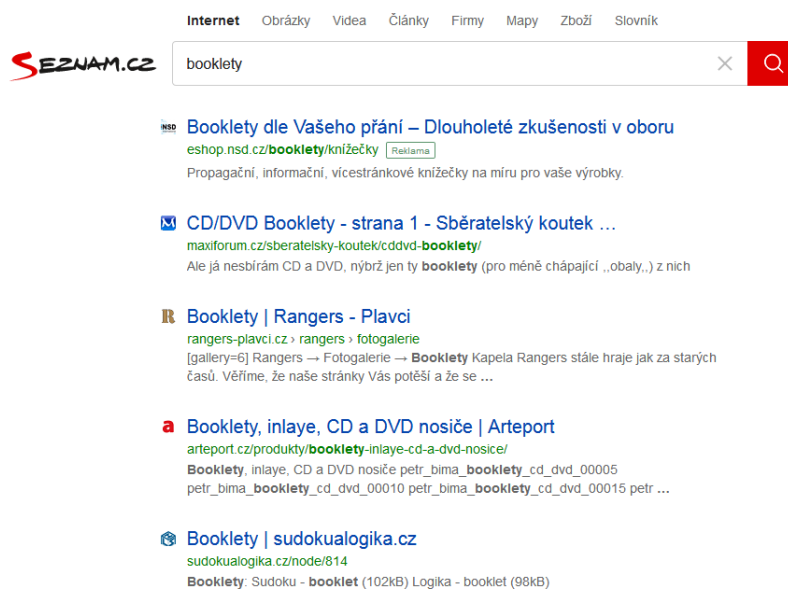 Internet Obrázky Videa Články Firmy Mapy Zboží Slovník
SEZNAM.CZ
booklety
NSD
Booklety dle Vašeho přání – Dlouholeté zkušenosti v oboru
eshop.nsd.cz/booklety/knížečky Reklama
Propagační, informační, vícestránkové knížečky na míru pro vaše výrobky.
CD/DVD Booklety - strana 1 - Sběratelský koutek …
maxiforum.cz/sberatelsky-koutek/cddvd-booklety/
Ale já nesbírám CD a DVD, nýbrž jen ty booklety (pro méně chápající ,,obaly,,) z nich
R
Booklety | Rangers - Plavci
rangers-plavci.cz › rangers › fotogalerie
[gallery=6] Rangers → Fotogalerie → Booklety Kapela Rangers stále hraje jak za starých
časů. Věříme, že naše stránky Vás potěší a že se ...
a
Booklety, inlaye, CD a DVD nosiče | Arteport
arteport.cz/produkty/booklety-inlaye-cd-a-dvd-nosice/
Booklety, inlaye, CD a DVD nosiče petr_bima_booklety_cd_dvd_00005
petr_bima_booklety_cd_dvd_00010 petr_bima_booklety_cd_dvd_00015 petr ...
Booklety | sudokualogika.cz
sudokualogika.cz/node/814
Booklety: Sudoku - booklet (102kB) Logika - booklet (98kB)